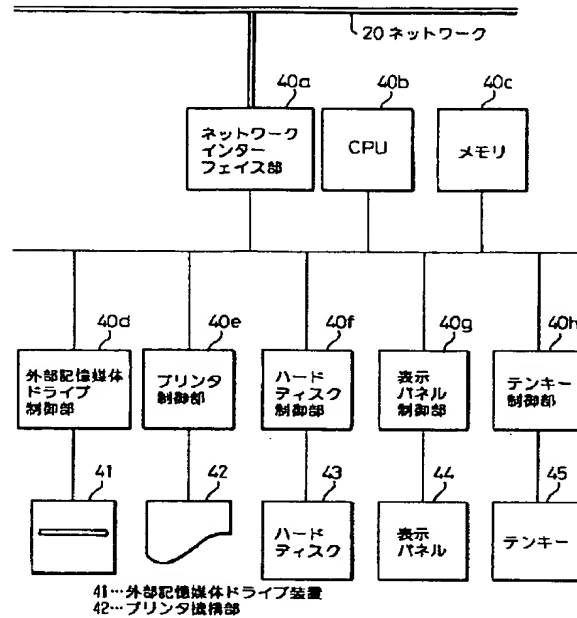 20 ネットワーク
40a
40b
40c
ネットワーク
インター
フェイス部
CPU
メモリ
40d
40e
40f
40g
40h
外部記憶媒体
ドライブ
制御部
プリンタ
制御部
ハード
ディスク
制御部
表示
パネル
制御部
テンキー
制御部
41
42
43
44
45
ハード
ディスク
表示
パネル
テンキー
41…外部記憶媒体ドライブ装置
42…プリンタ機構部